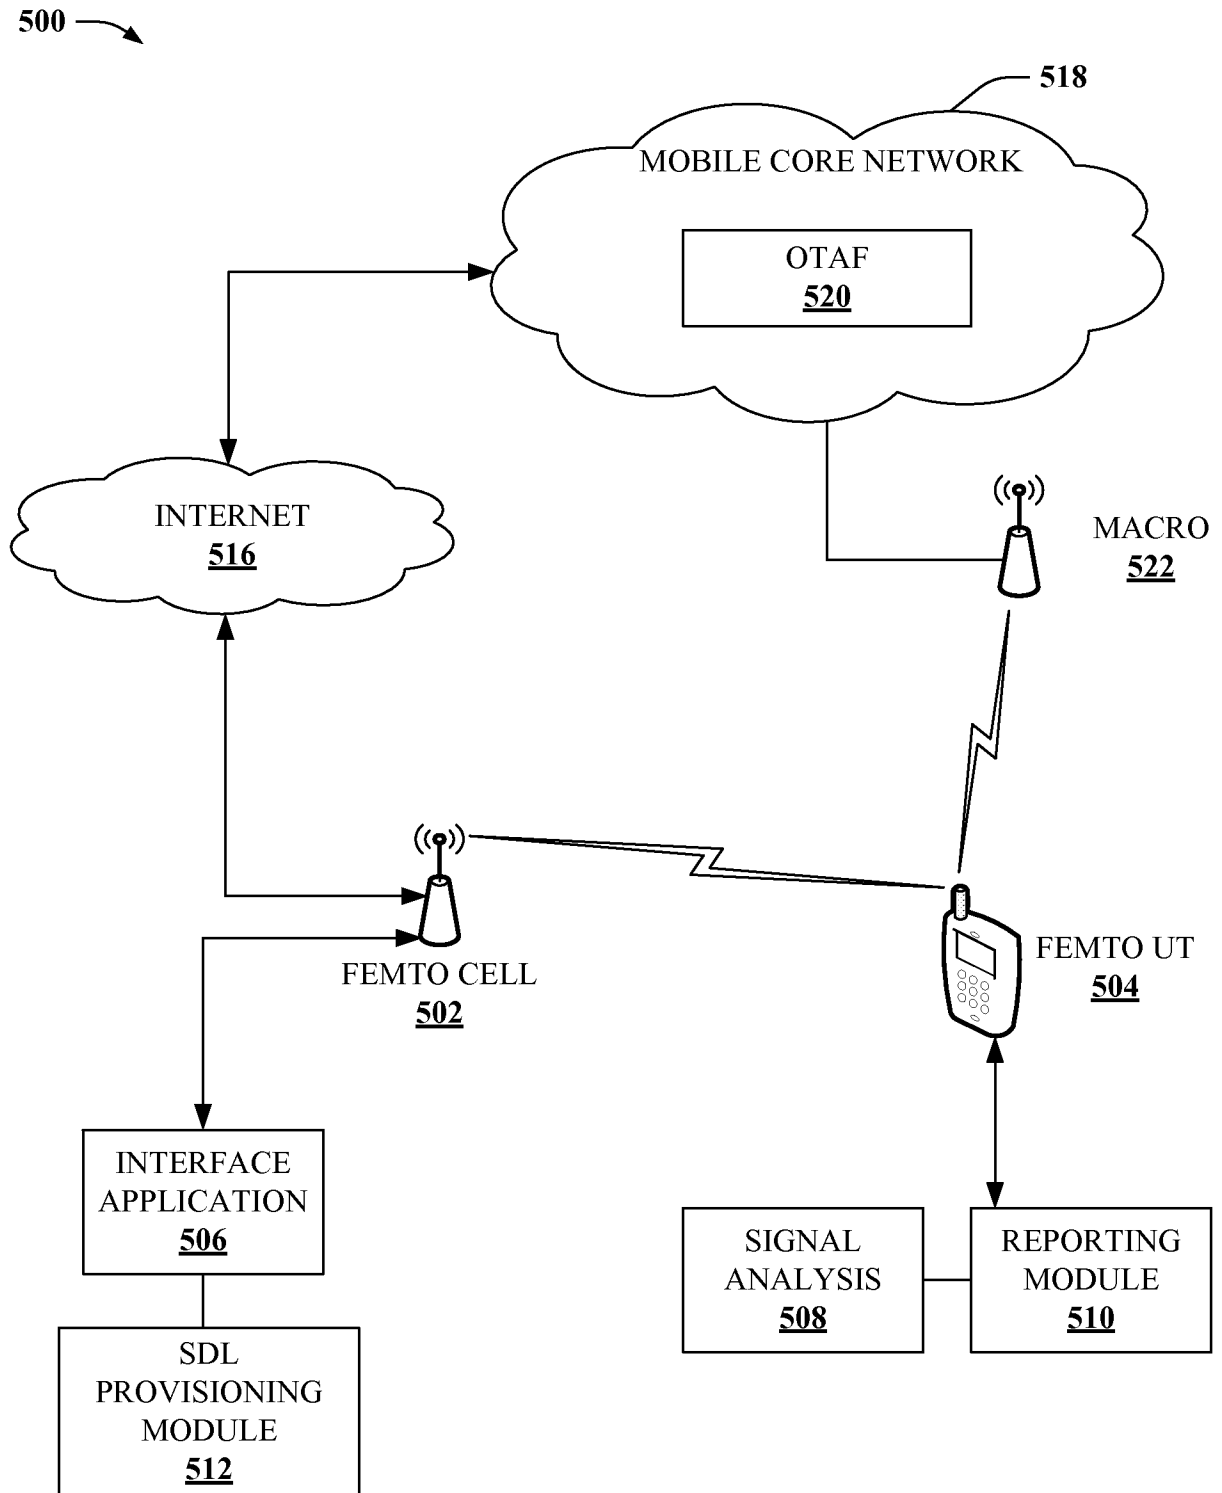 500
518
MOBILE CORE NETWORK
OTAF
520
INTERNET
516
MACRO
522
FEMTO CELL
502
FEMTO UT
504
INTERFACE
APPLICATION
506
SIGNAL
ANALYSIS
508
REPORTING
MODULE
510
SDL
PROVISIONING
MODULE
512